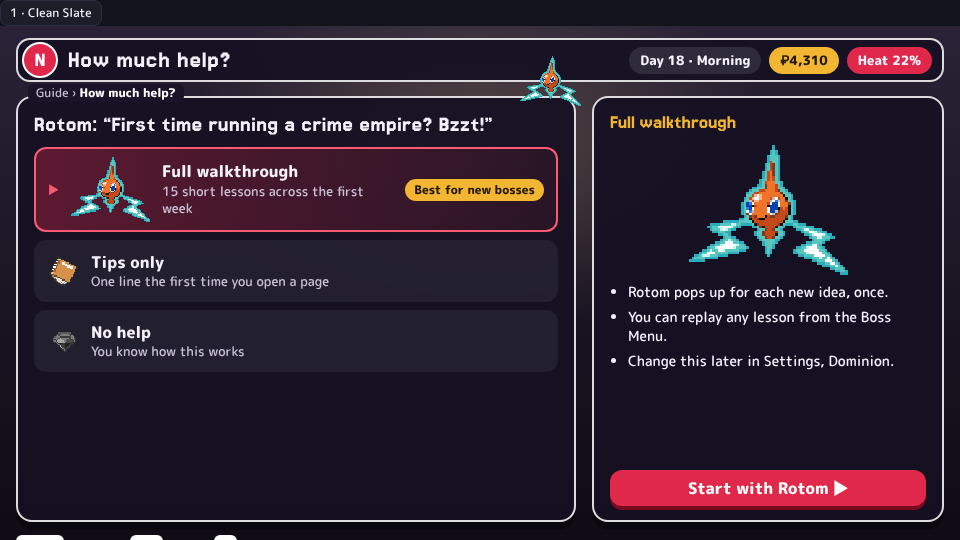 1 · Clean Slate
N
How much help?
Day 18 · Morning
₽4,310
Heat 22%
Guide › How much help?
Rotom: “First time running a crime empire? Bzzt!”
Full walkthrough
15 short lessons across the first
week
Best for new bosses
Tips only
One line the first time you open a page
No help
You know how this works
Full walkthrough
• Rotom pops up for each new idea, once.
• You can replay any lesson from the Boss
Menu.
• Change this later in Settings, Dominion.
Start with Rotom ▶